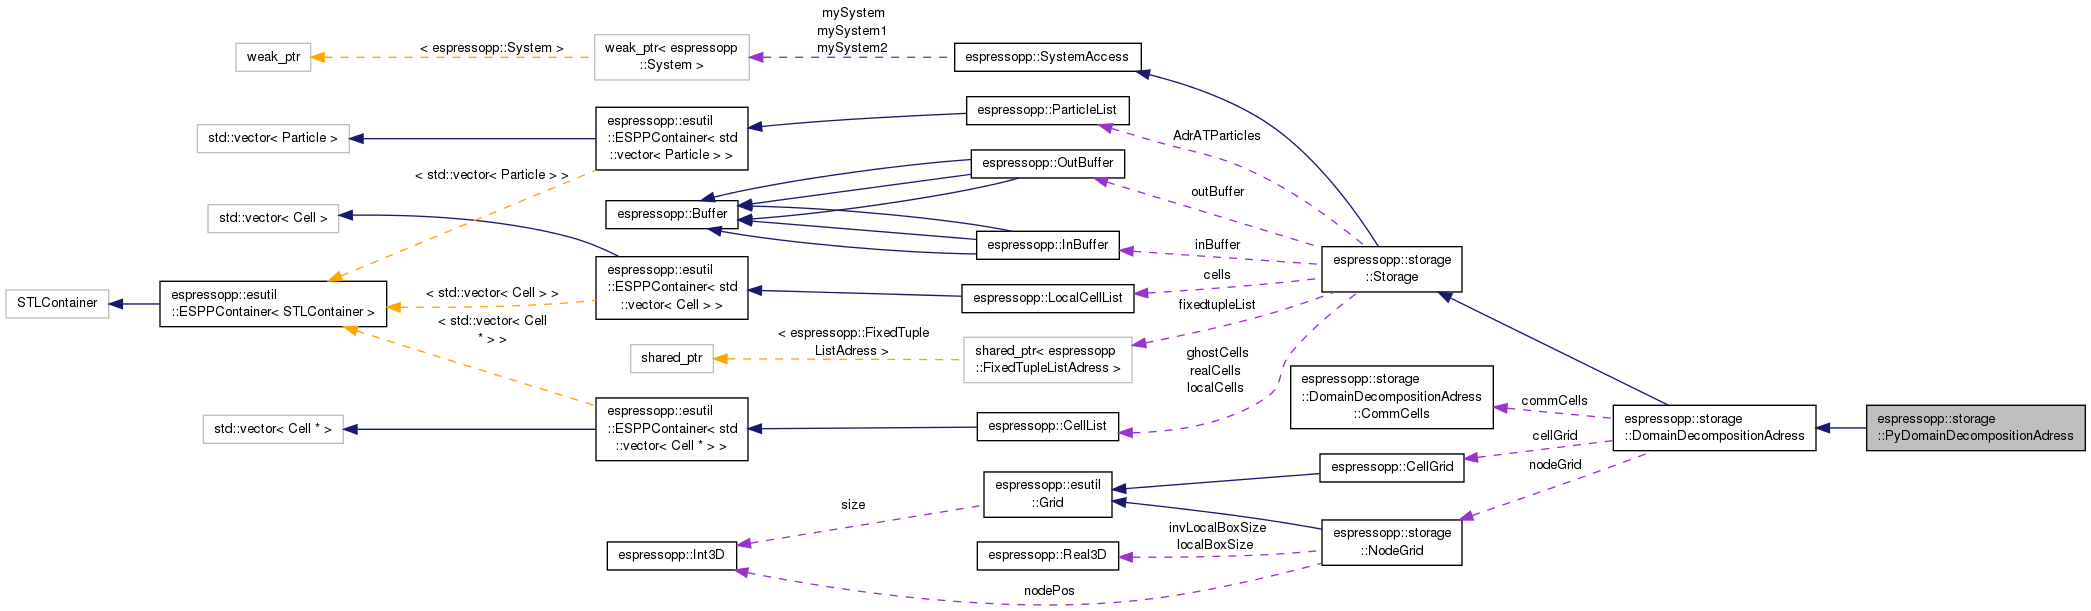 mySystem
mySystem1
mySystem2
weak_ptr
< espressopp::System >
weak_ptr< espressopp
::System >
espressopp::SystemAccess
espressopp::ParticleList
espressopp::esutil
::ESPPContainer< std
::vector< Particle > >
std::vector< Particle >
AdrATParticles
espressopp::OutBuffer
< std::vector< Particle > >
outBuffer
espressopp::Buffer
std::vector< Cell >
espressopp::InBuffer
inBuffer
espressopp::storage
::Storage
espressopp::esutil
::ESPPContainer< std
::vector< Cell > >
cells
espressopp::LocalCellList
fixedtupleList
STLContainer
espressopp::esutil
::ESPPContainer< STLContainer >
< std::vector< Cell > >
< std::vector< Cell
* > >
< espressopp::FixedTuple
ListAdress >
shared_ptr
shared_ptr< espressopp
::FixedTupleListAdress >
ghostCells
realCells
localCells
espressopp::storage
::DomainDecompositionAdress
::CommCells
commCells
espressopp::storage
::DomainDecompositionAdress
espressopp::storage
::PyDomainDecompositionAdress
std::vector< Cell * >
espressopp::esutil
::ESPPContainer< std
::vector< Cell * > >
espressopp::CellList
cellGrid
nodeGrid
espressopp::CellGrid
espressopp::esutil
::Grid
size
espressopp::storage
::NodeGrid
invLocalBoxSize
localBoxSize
espressopp::Int3D
espressopp::Real3D
nodePos